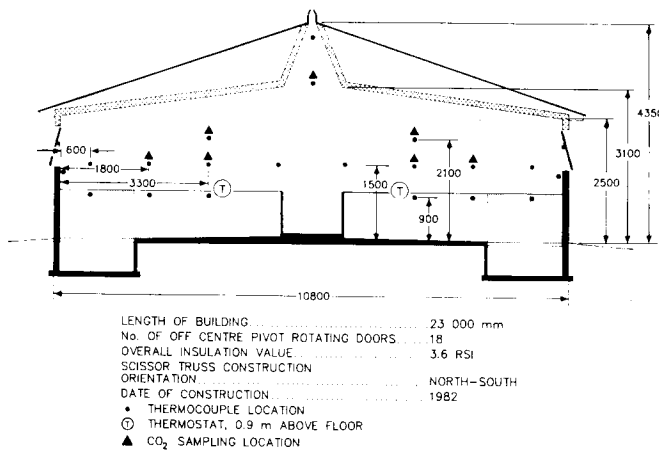 4350
3100
2500
2100
1500
900
600
1800
3300
T
T
10800
LENGTH OF BUILDING..........................23 000 mm
No. OF OFF CENTRE PIVOT ROTATING DOORS...18
OVERALL INSULATION VALUE...................3.6 RSI
SCISSOR TRUSS CONSTRUCTION
ORIENTATION................................NORTH-SOUTH
DATE OF CONSTRUCTION.......................1982
• THERMOCOUPLE LOCATION
Ⓣ THERMOSTAT, 0.9 m ABOVE FLOOR
▲ CO₂ SAMPLING LOCATION